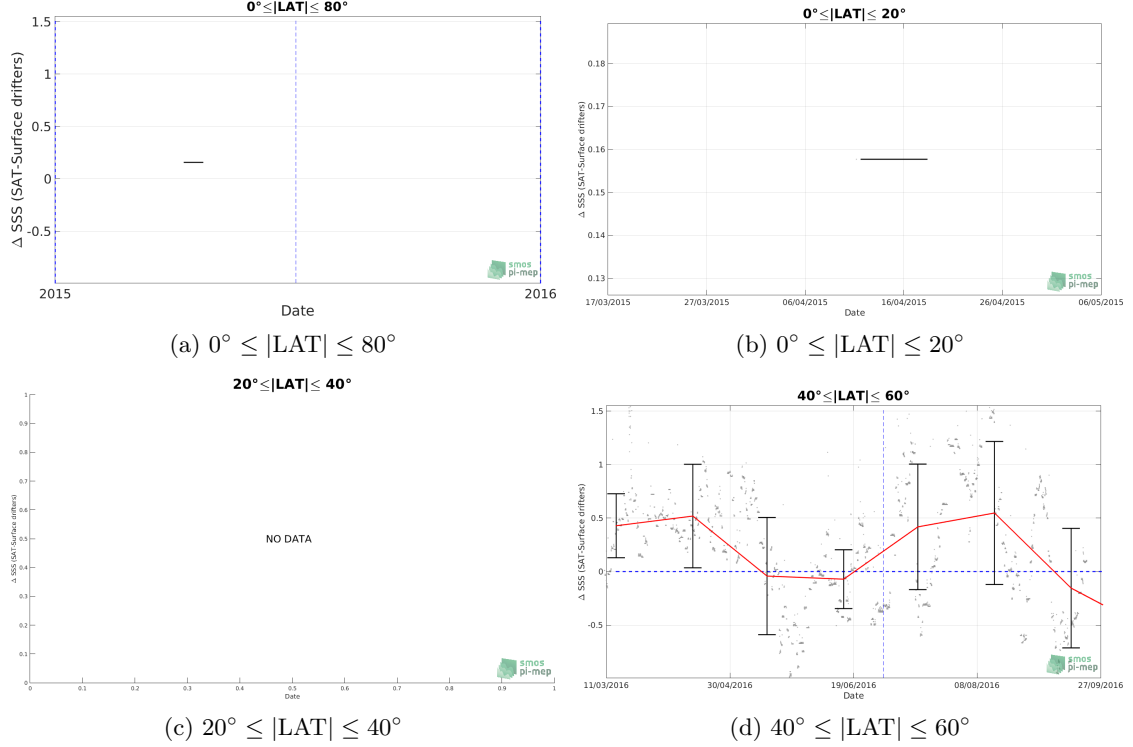 0°≤|LAT|≤ 80°
1.5
1
0.5
0
-0.5
Δ SSS (SAT-Surface drifters)
smos
pi-mep
2015
2016
Date
(a) 0° ≤ |LAT| ≤ 80°
0°≤|LAT|≤ 20°
0.18
0.17
0.16
0.15
0.14
0.13
Δ SSS (SAT-Surface drifters)
smos
pi-mep
17/03/2015 27/03/2015 06/04/2015 16/04/2015 26/04/2015 06/05/2015
Date
(b) 0° ≤ |LAT| ≤ 20°
20°≤|LAT|≤ 40°
1
0.9
0.8
0.7
0.6
0.5
0.4
0.3
0.2
0.1
0
Δ SSS (SAT-Surface drifters)
NO DATA
smos
pi-mep
0 0.1 0.2 0.3 0.4 0.5 0.6 0.7 0.8 0.9 1
Date
(c) 20° ≤ |LAT| ≤ 40°
40°≤|LAT|≤ 60°
1.5
1
0.5
0
-0.5
Δ SSS (SAT-Surface drifters)
smos
pi-mep
11/03/2016 30/04/2016 19/06/2016 08/08/2016 27/09/2016
Date
(d) 40° ≤ |LAT| ≤ 60°